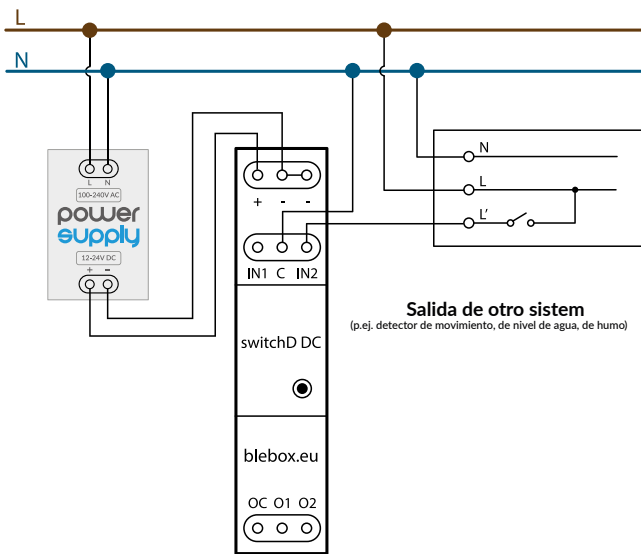 L
N
L N
100-240V AC
power
supply
12-24V DC
+ -
+ - -
IN1 C IN2
switchD DC
blebox.eu
OC O1 O2
N
L
L'
Salida de otro sistem
(p.ej. detector de movimiento, de nivel de agua, de humo)